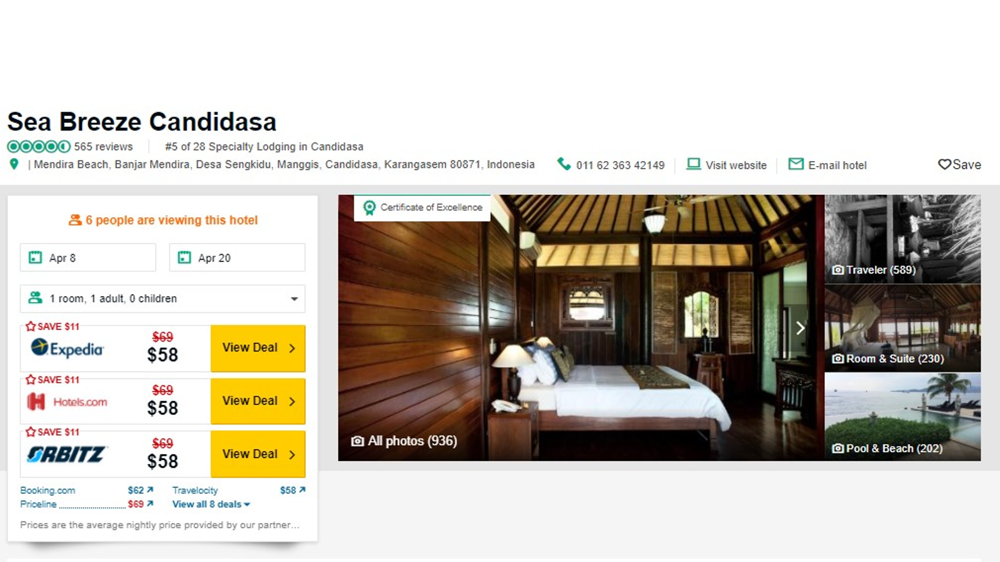 Sea Breeze Candidasa
565 reviews
#5 of 28 Specialty Lodging in Candidasa
| Mendira Beach, Banjar Mendira, Desa Sengkidu, Manggis, Candidasa, Karangasem 80871, Indonesia
011 62 363 42149
Visit website
E-mail hotel
Save
6 people are viewing this hotel
Apr 8
Apr 20
1 room, 1 adult, 0 children
SAVE $11
Expedia
$69
$58
View Deal
SAVE $11
Hotels.com
$69
$58
View Deal
SAVE $11
ORBITZ
$69
$58
View Deal
Booking.com $62
Travelocity $58
Priceline $69
View all 8 deals
Prices are the average nightly price provided by our partner...
Certificate of Excellence
All photos (936)
Traveler (589)
Room & Suite (230)
Pool & Beach (202)